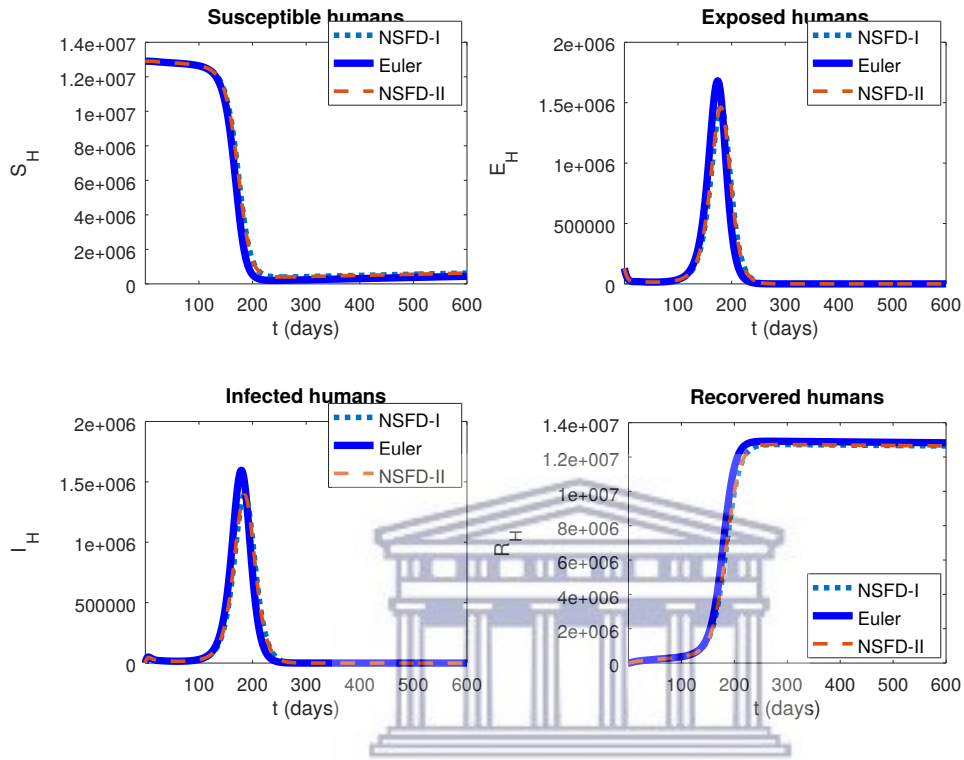 Susceptible humans
NSFD-I
Euler
NSFD-II
1.4e+007
1.2e+007
1e+007
8e+006
6e+006
4e+006
2e+006
0
S_H
100 200 300 400 500 600
t (days)
Exposed humans
NSFD-I
Euler
NSFD-II
2e+006
1.5e+006
1e+006
500000
0
E_H
100 200 300 400 500 600
t (days)
Infected humans
NSFD-I
Euler
NSFD-II
2e+006
1.5e+006
1e+006
500000
0
I_H
100 200 300 400 500 600
t (days)
Recorvered humans
1.4e+007
1.2e+007
1e+007
8e+006
6e+006
4e+006
2e+006
0
R_H
NSFD-I
Euler
NSFD-II
100 200 300 400 500 600
t (days)